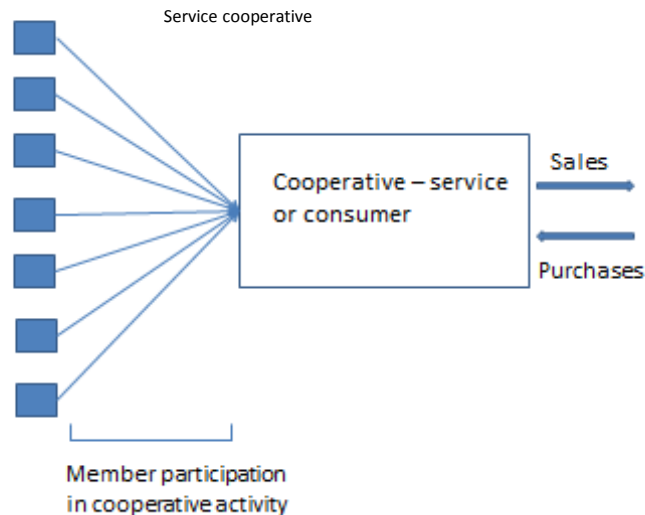 Service cooperative
Cooperative – service
or consumer
Sales
Purchases
Member participation
in cooperative activity